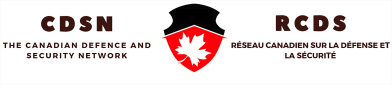 CDSN
THE CANADIAN DEFENCE AND
SECURITY NETWORK
RCDS
RÉSEAU CANADIEN SUR LA DÉFENSE ET
LA SÉCURITÉ